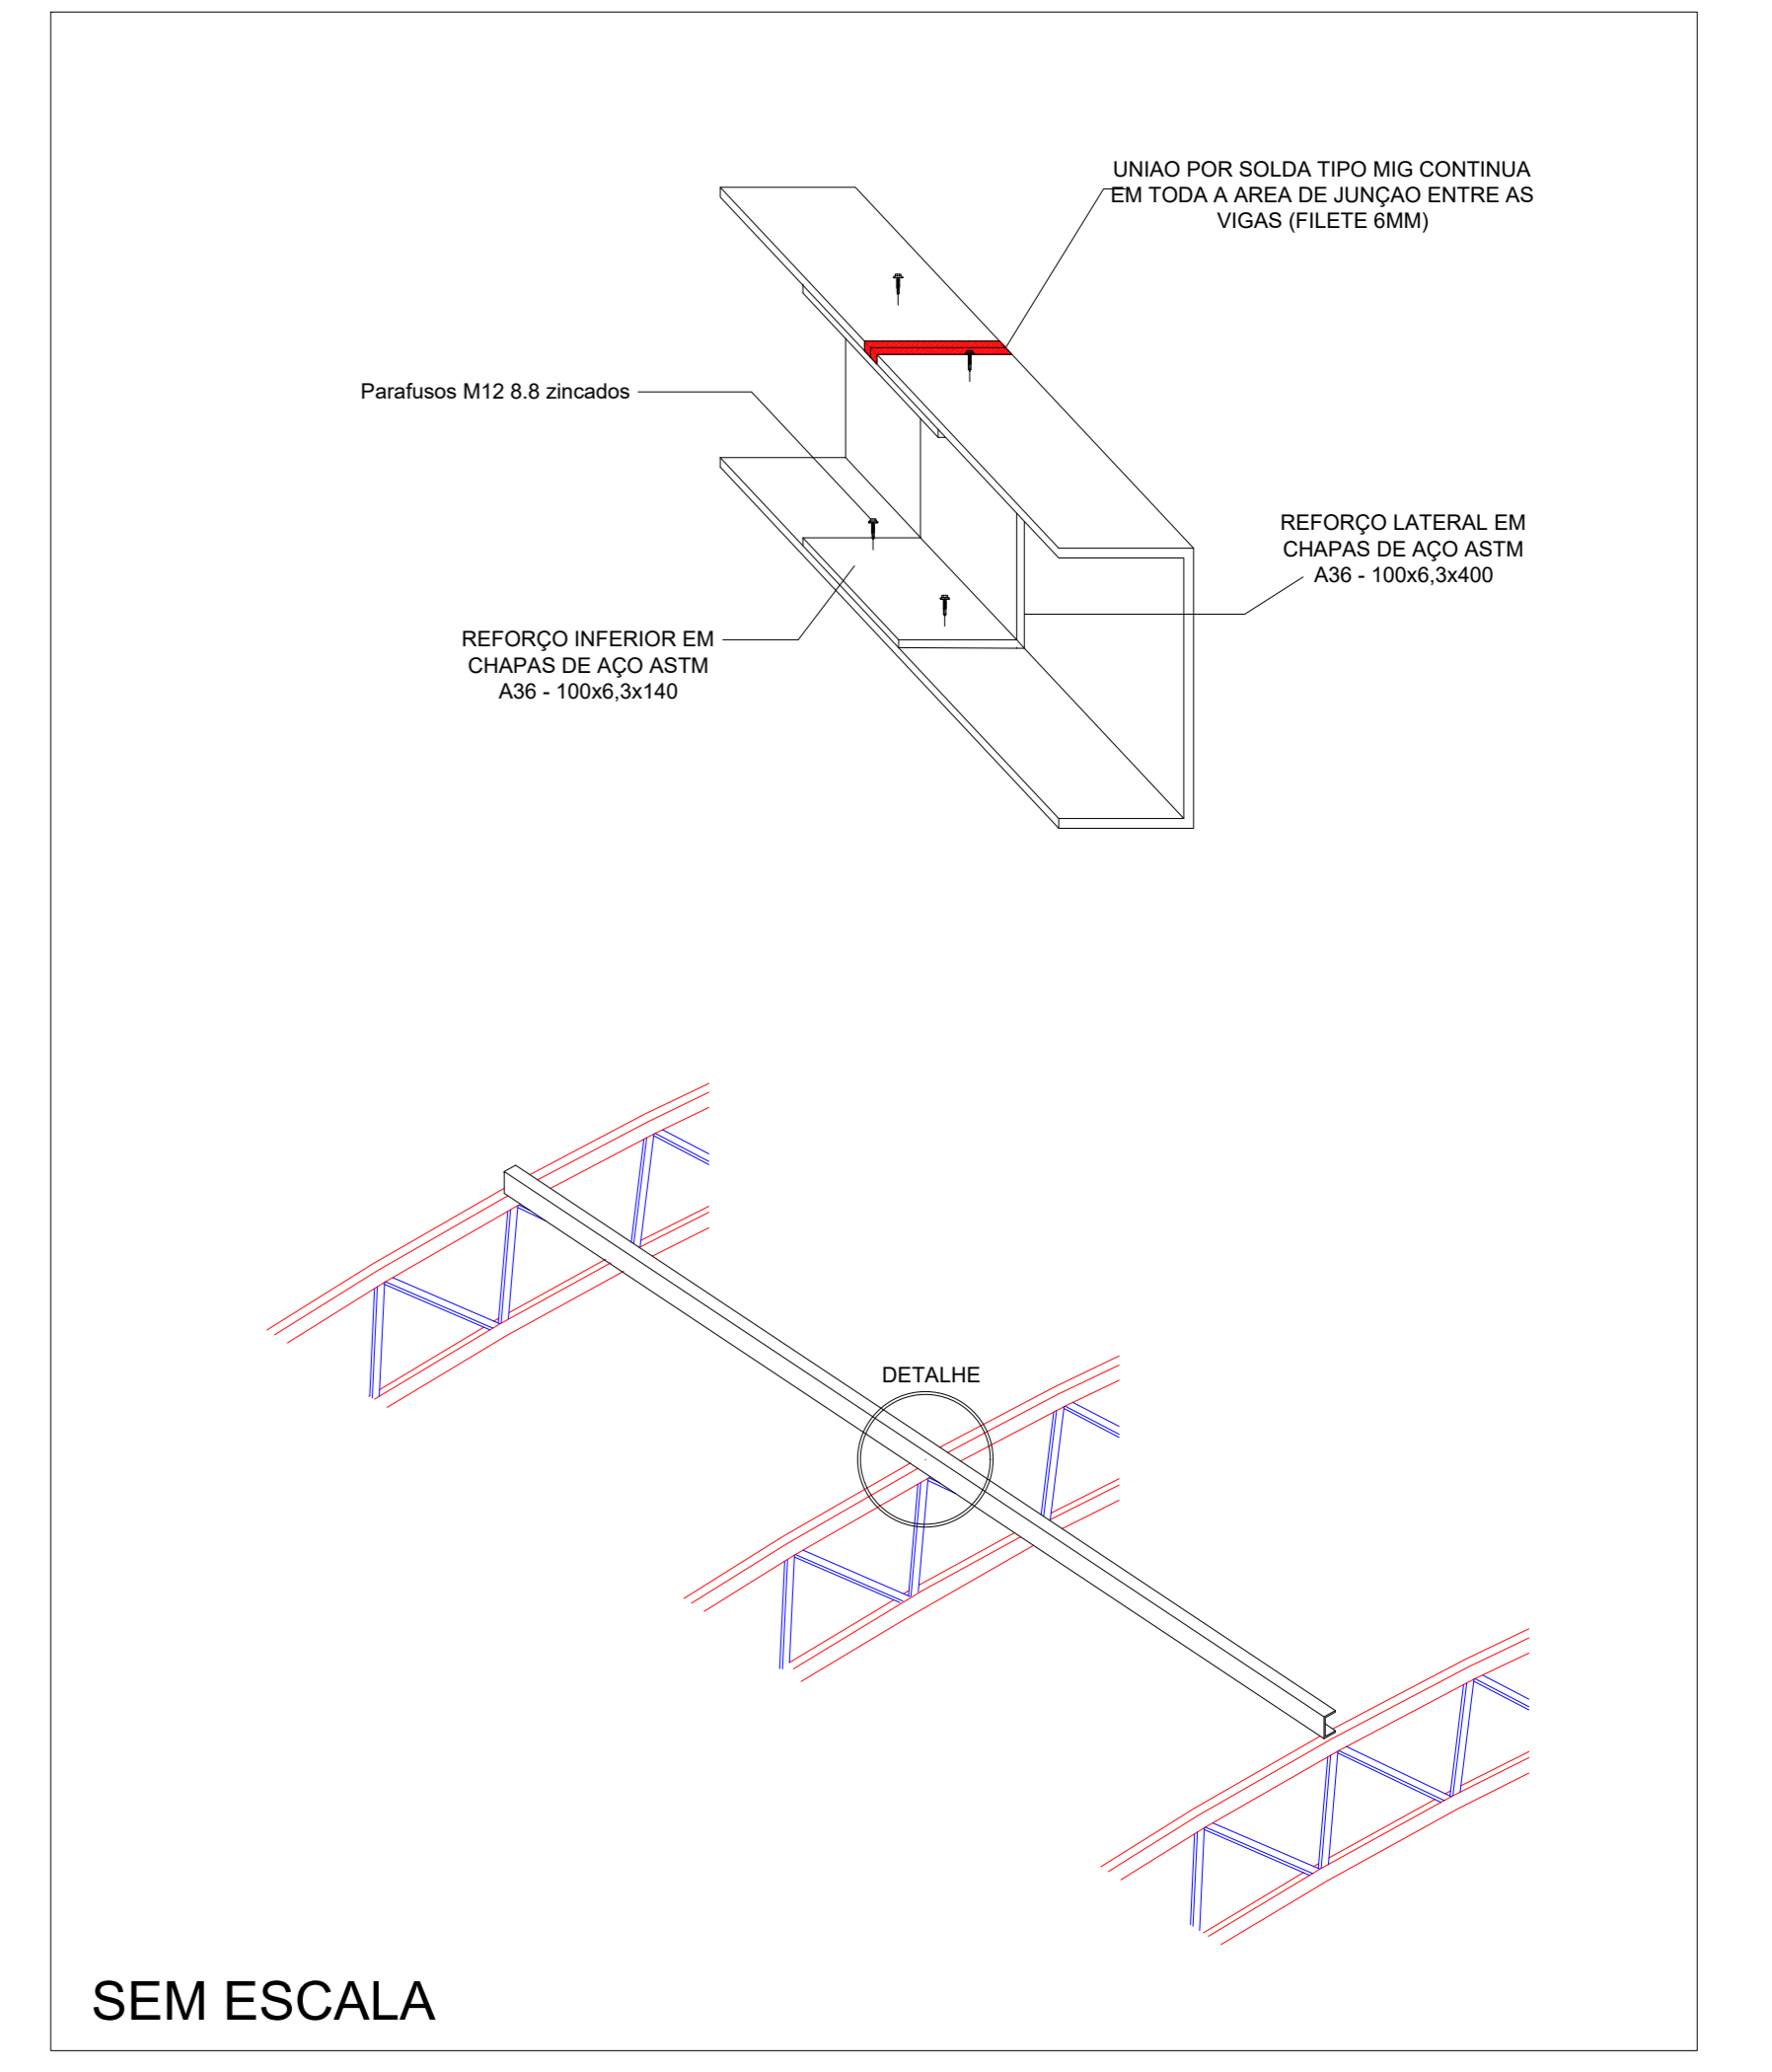 UNIAO POR SOLDA TIPO MIG CONTINUA
EM TODA A AREA DE JUNÇAO ENTRE AS
VIGAS (FILETE 6MM)
Parafusos M12 8.8 zincados
REFORÇO LATERAL EM
CHAPAS DE AÇO ASTM
A36 - 100x6,3x400
REFORÇO INFERIOR EM
CHAPAS DE AÇO ASTM
A36 - 100x6,3x140
DETALHE
SEM ESCALA